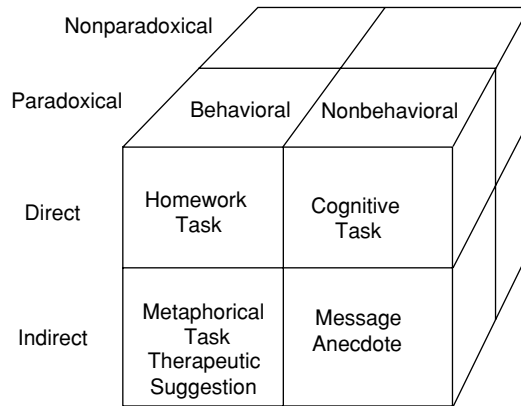 Nonparadoxical
Paradoxical
Behavioral
Nonbehavioral
Direct
Homework
Task
Cognitive
Task
Indirect
Metaphorical
Task
Therapeutic
Suggestion
Message
Anecdote